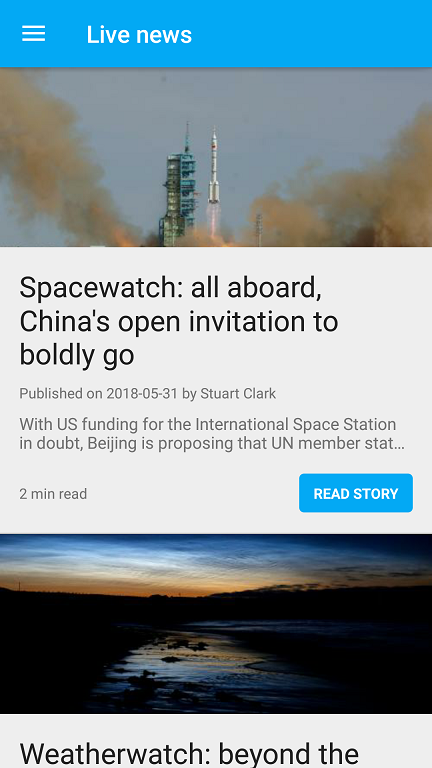 Live news
Spacewatch: all aboard,
China's open invitation to
boldly go
Published on 2018-05-31 by Stuart Clark
With US funding for the International Space Station
in doubt, Beijing is proposing that UN member stat…
2 min read
READ STORY
Weatherwatch: beyond the